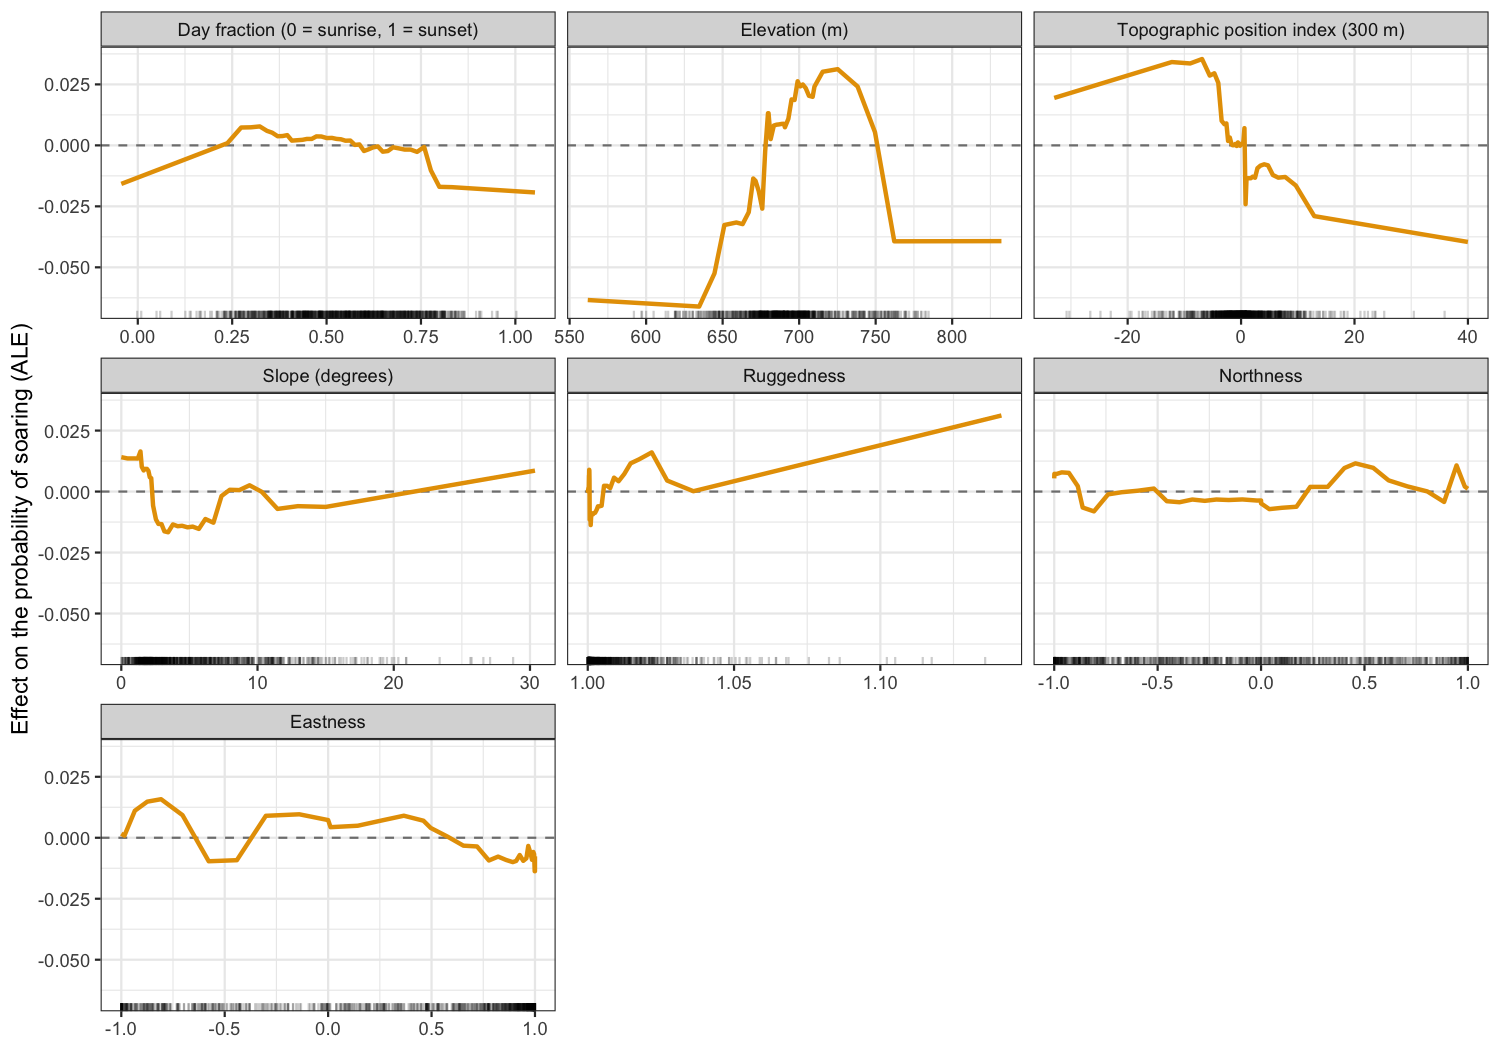 Day fraction (0 = sunrise, 1 = sunset)
Elevation (m)
Topographic position index (300 m)
0.025
0.000
-0.025
-0.050
0.00 0.25 0.50 0.75 1.00
550 600 650 700 750 800
-20 0 20 40
Slope (degrees)
Ruggedness
Northness
0.025
0.000
-0.025
-0.050
0 10 20 30
1.00 1.05 1.10
-1.0 -0.5 0.0 0.5 1.0
Eastness
0.025
0.000
-0.025
-0.050
-1.0 -0.5 0.0 0.5 1.0
Effect on the probability of soaring (ALE)